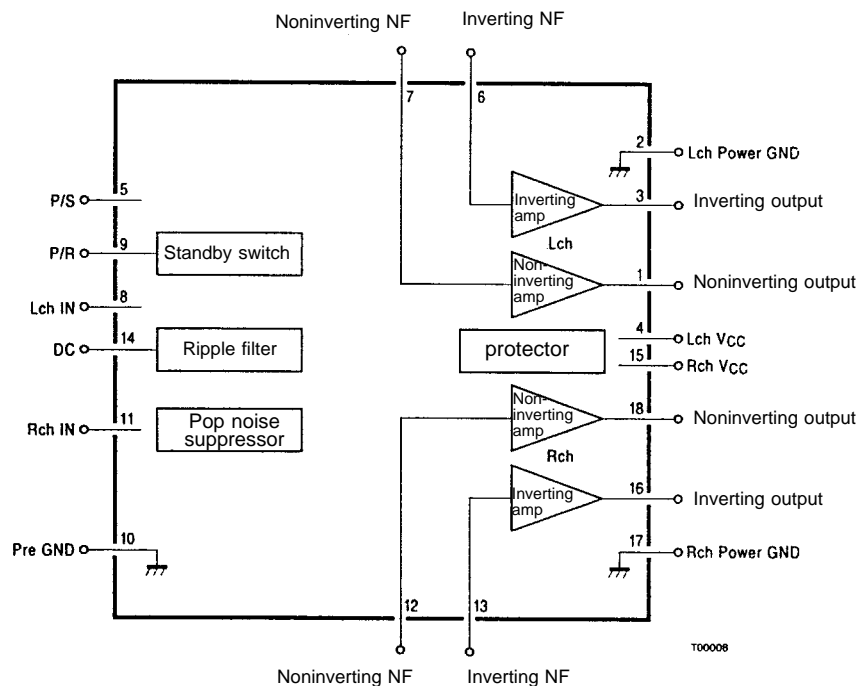 Noninverting NF
Inverting NF
7
6
2
Lch Power GND
5
P/S
Inverting
amp
3
Inverting output
9
P/R
Standby switch
Lch
Non-
inverting
amp
1
Noninverting output
8
Lch IN
4
Lch VCC
14
DC
Ripple filter
protector
15
Rch VCC
11
Rch IN
Pop noise
suppressor
Non-
inverting
amp
18
Noninverting output
Rch
Inverting
amp
16
Inverting output
10
Pre GND
17
Rch Power GND
12
13
T00008
Noninverting NF
Inverting NF